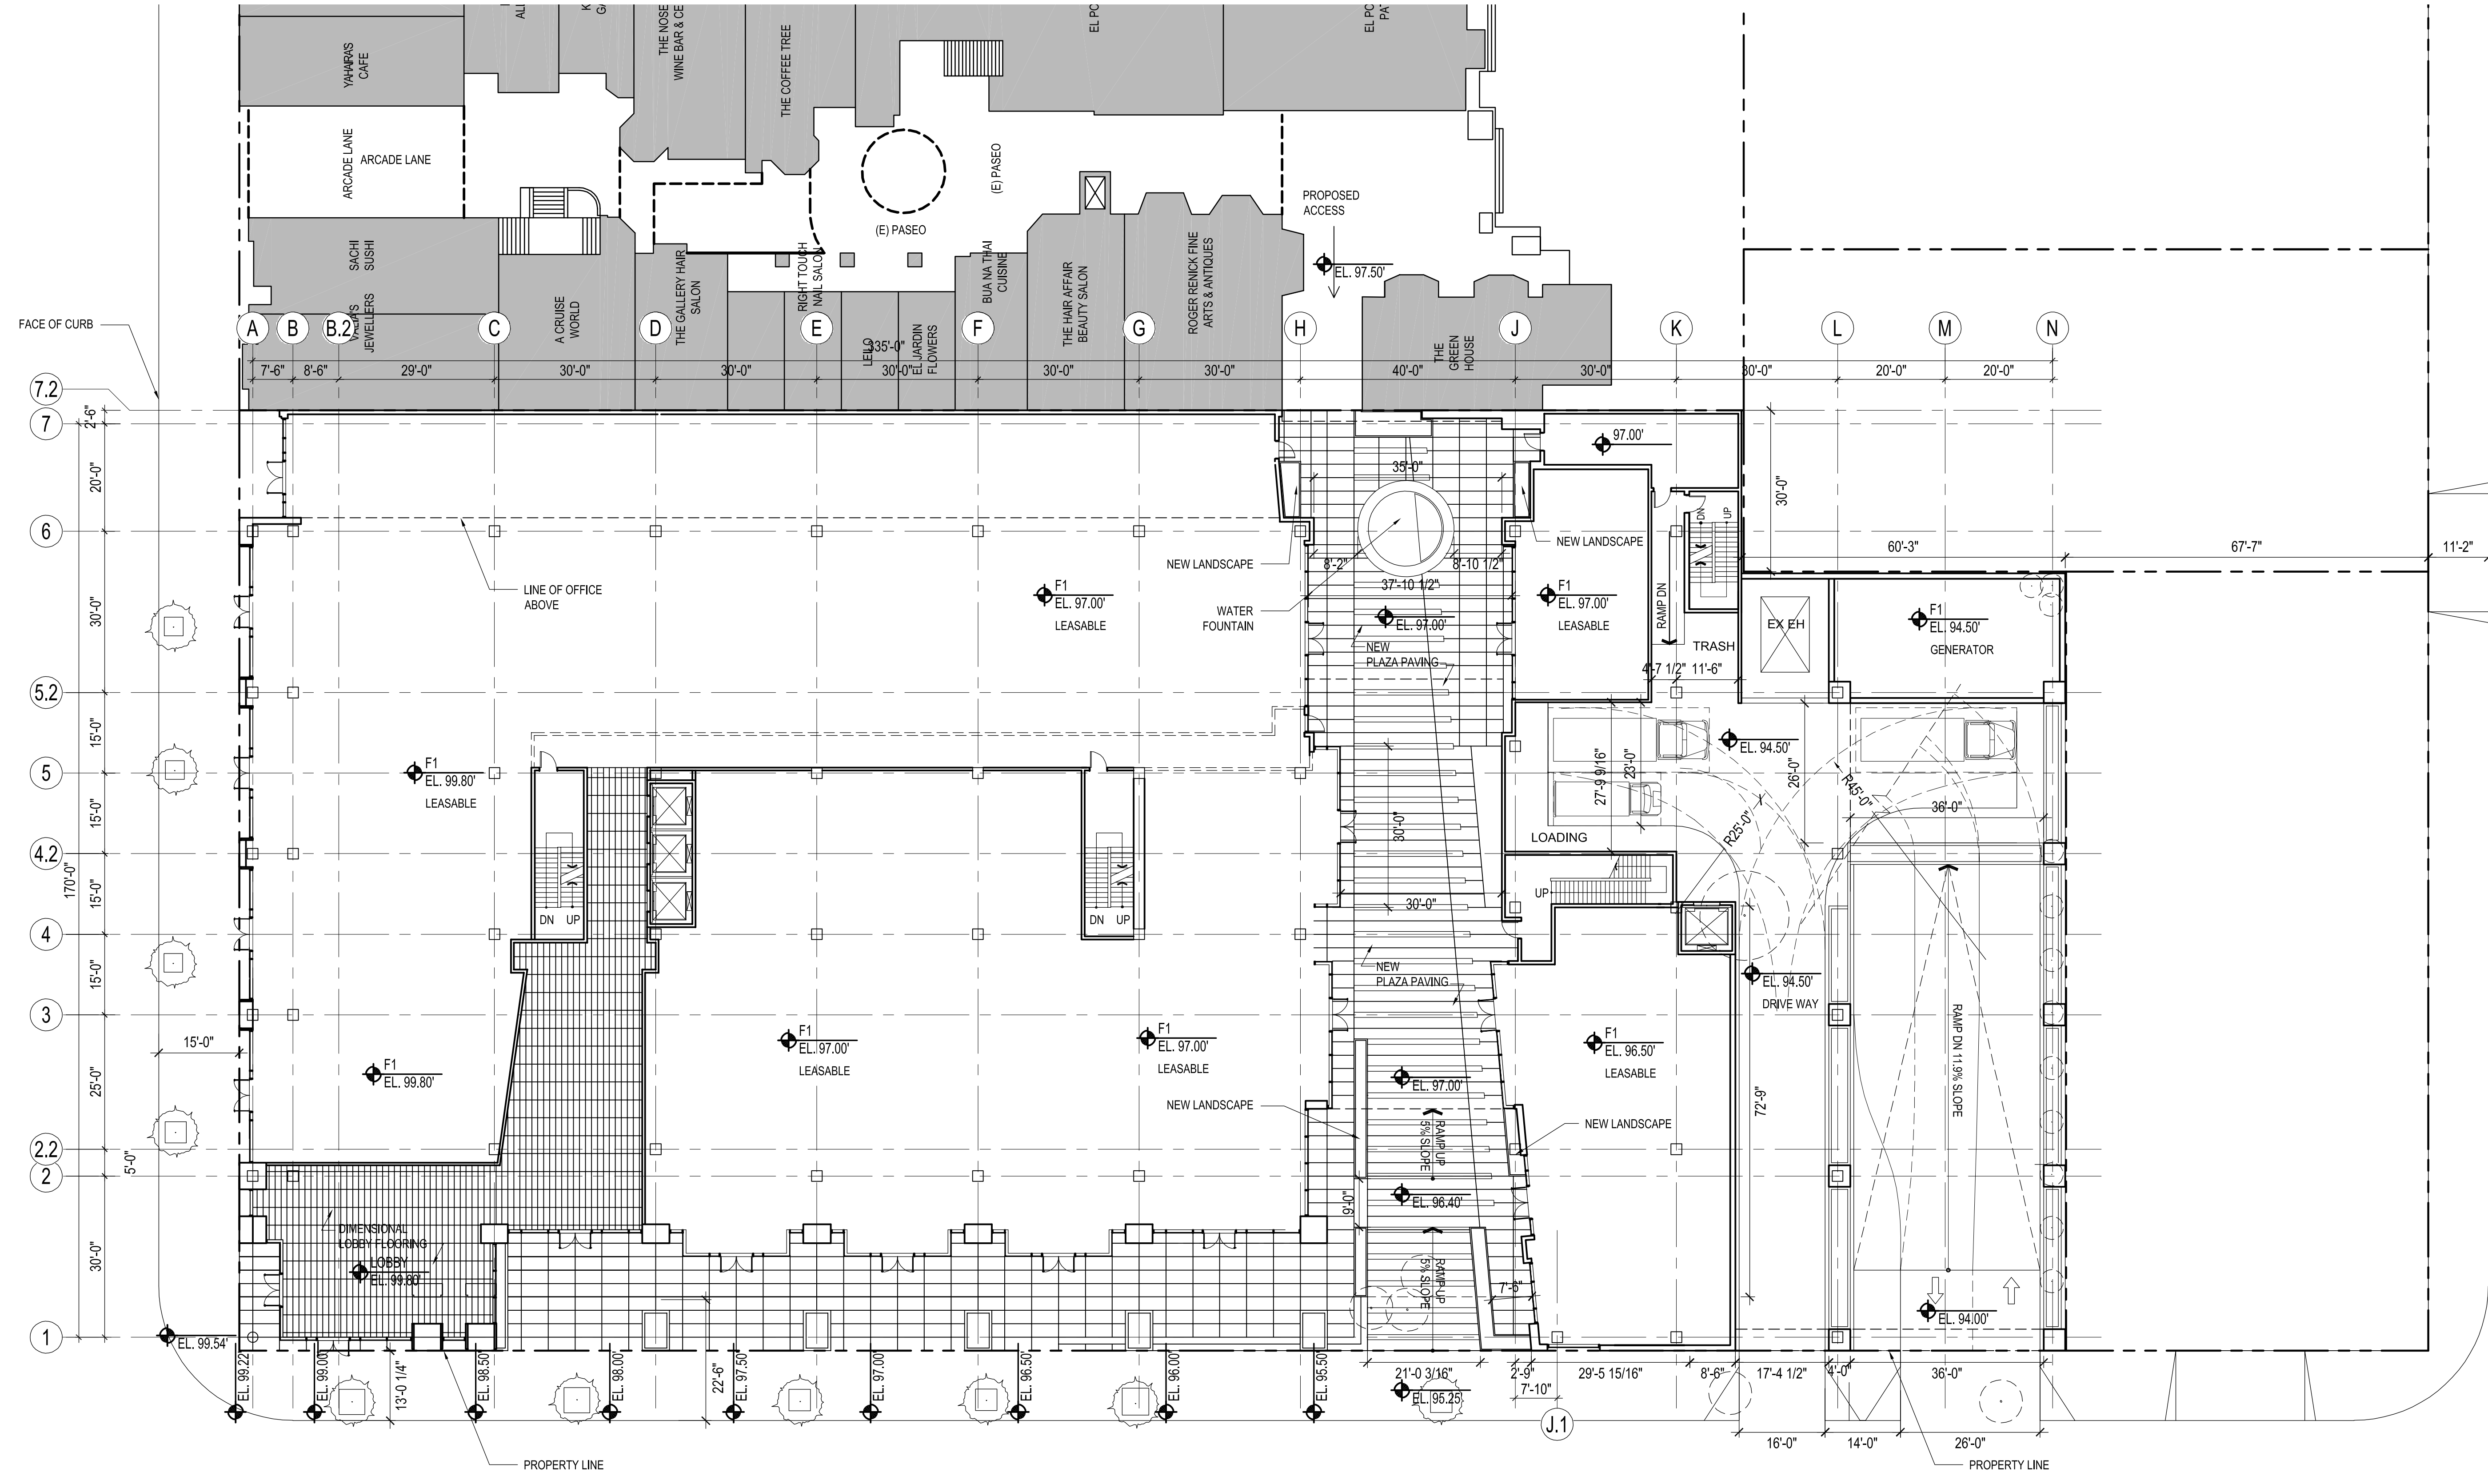 YAHAIRAS
CAFE
THE NOSE
WINE BAR & CE
THE COFFEE TREE
EL PO
EL PO
PAT
ARCADE LANE
ARCADE LANE
(E) PASEO
(E) PASEO
PROPOSED
ACCESS
EL. 97.50'
SACHI
SUSHI
JEWELLERS
A CRUISE
WORLD
THE GALLERY HAIR
SALON
RIGHT TOUCH
NAIL SALON
LEILO
EL JARDIN
FLOWERS
BUA NA THAI
CUISINE
THE HAIR AFFAIR
BEAUTY SALON
ROGER RENICK FINE
ARTS & ANTIQUES
THE
GREEN
HOUSE
FACE OF CURB
A
B
B.2
C
D
E
F
G
H
J
K
L
M
N
335'-0"
7'-6"
8'-6"
29'-0"
30'-0"
30'-0"
30'-0"
30'-0"
30'-0"
40'-0"
30'-0"
30'-0"
20'-0"
20'-0"
7.2
7
6
5.2
5
4.2
4
3
2.2
2
1
2'-6"
20'-0"
30'-0"
15'-0"
15'-0"
170'-0"
15'-0"
15'-0"
25'-0"
5'-0"
30'-0"
15'-0"
97.00'
35'-0"
30'-0"
NEW LANDSCAPE
NEW LANDSCAPE
60'-3"
67'-7"
11'-2"
LINE OF OFFICE
ABOVE
8'-2"
8'-10 1/2"
37'-10 1/2"
WATER
FOUNTAIN
F1
EL. 97.00'
LEASABLE
EL. 97.00'
F1
EL. 97.00'
LEASABLE
DN
UP
RAMP DN
TRASH
EX EH
F1
EL. 94.50'
GENERATOR
NEW
PLAZA PAVING
4'-7 1/2"
11'-6"
F1
EL. 99.80'
LEASABLE
27'-9 9/16"
23'-0"
EL. 94.50'
26'-0"
R45'-0"
36'-0"
R25'-0"
LOADING
30'-0"
30'-0"
UP
DN
UP
DN
UP
NEW
PLAZA PAVING
EL. 94.50'
DRIVE WAY
F1
EL. 99.80'
F1
EL. 97.00'
LEASABLE
F1
EL. 97.00'
LEASABLE
F1
EL. 96.50'
LEASABLE
EL. 97.00'
72'-9"
RAMP DN 11.9% SLOPE
NEW LANDSCAPE
NEW LANDSCAPE
RAMP UP
5% SLOPE
EL. 96.40'
9'-0"
RAMP UP
5% SLOPE
7'-6"
DIMENSIONAL
LOBBY FLOORING
LOBBY
EL. 99.80'
EL. 94.00'
EL. 99.54'
EL. 99.22'
EL. 99.00'
13'-0 1/4"
EL. 98.50'
EL. 98.00'
22'-6"
EL. 97.50'
EL. 97.00'
EL. 96.50'
EL. 96.00'
EL. 95.50'
21'-0 3/16"
2'-9"
29'-5 15/16"
8'-6"
17'-4 1/2"
4'-0"
36'-0"
7'-10"
EL. 95.25'
J.1
16'-0"
14'-0"
26'-0"
PROPERTY LINE
PROPERTY LINE